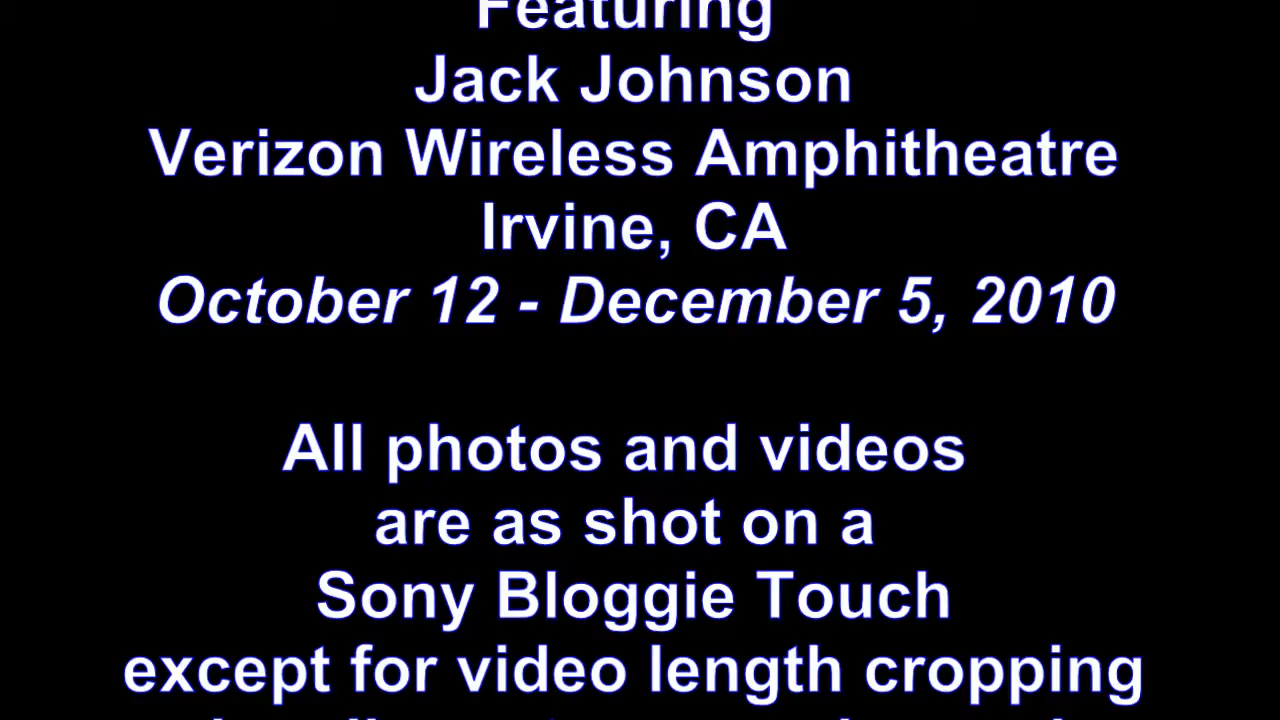 Featuring
Jack Johnson
Verizon Wireless Amphitheatre
Irvine, CA
October 12 - December 5, 2010
All photos and videos
are as shot on a
Sony Bloggie Touch
except for video length cropping